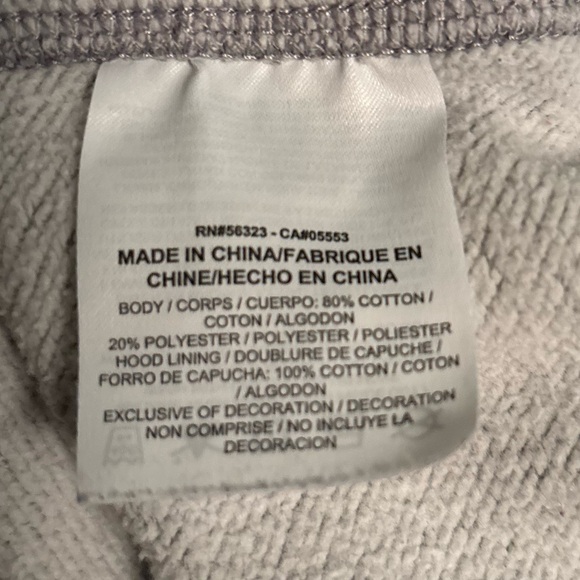 RN#56323 - CA#05553
MADE IN CHINA/FABRIQUE EN
CHINE/HECHO EN CHINA
BODY / CORPS / CUERPO: 80% COTTON /
COTON / ALGODON
20% POLYESTER / POLYESTER / POLIESTER
HOOD LINING / DOUBLURE DE CAPUCHE /
FORRO DE CAPUCHA: 100% COTTON / COTON
/ ALGODON
EXCLUSIVE OF DECORATION / DECORATION
NON COMPRISE / NO INCLUYE LA
DECORACION